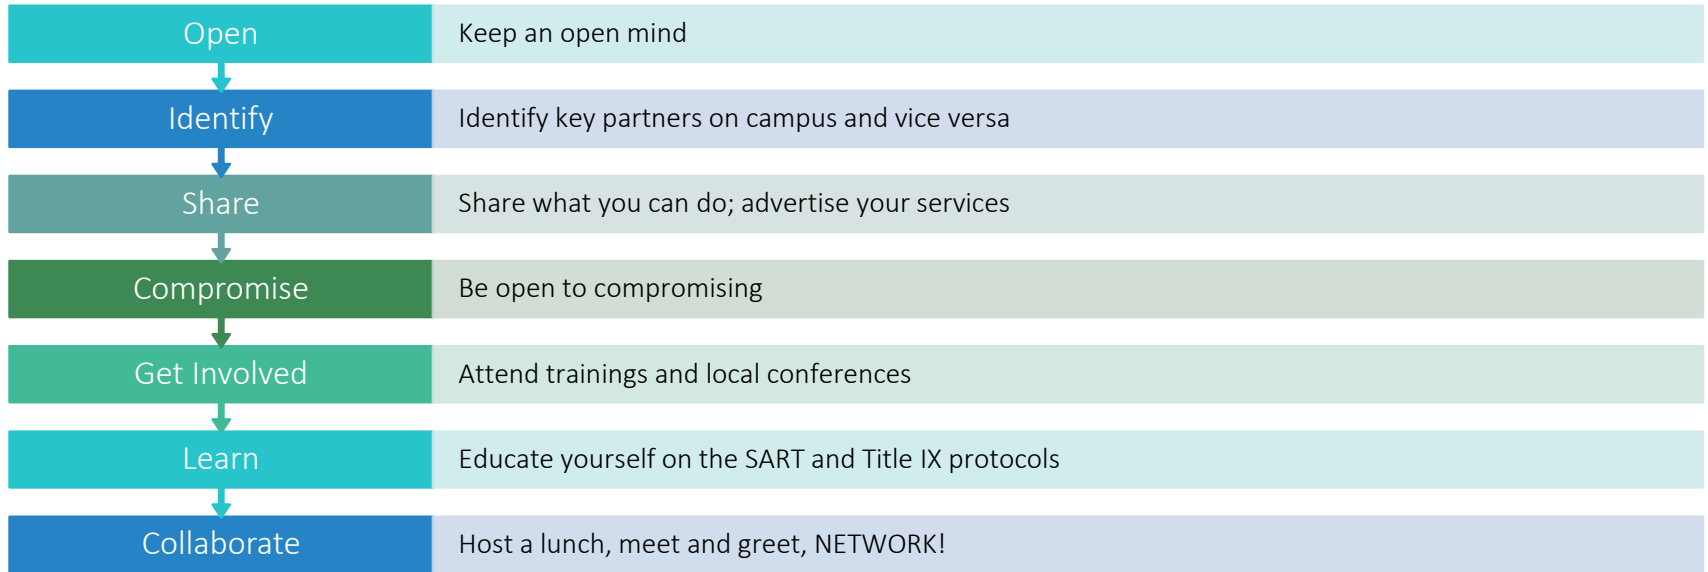 Open
Keep an open mind
Identify
Identify key partners on campus and vice versa
Share
Share what you can do; advertise your services
Compromise
Be open to compromising
Get Involved
Attend trainings and local conferences
Learn
Educate yourself on the SART and Title IX protocols
Collaborate
Host a lunch, meet and greet, NETWORK!